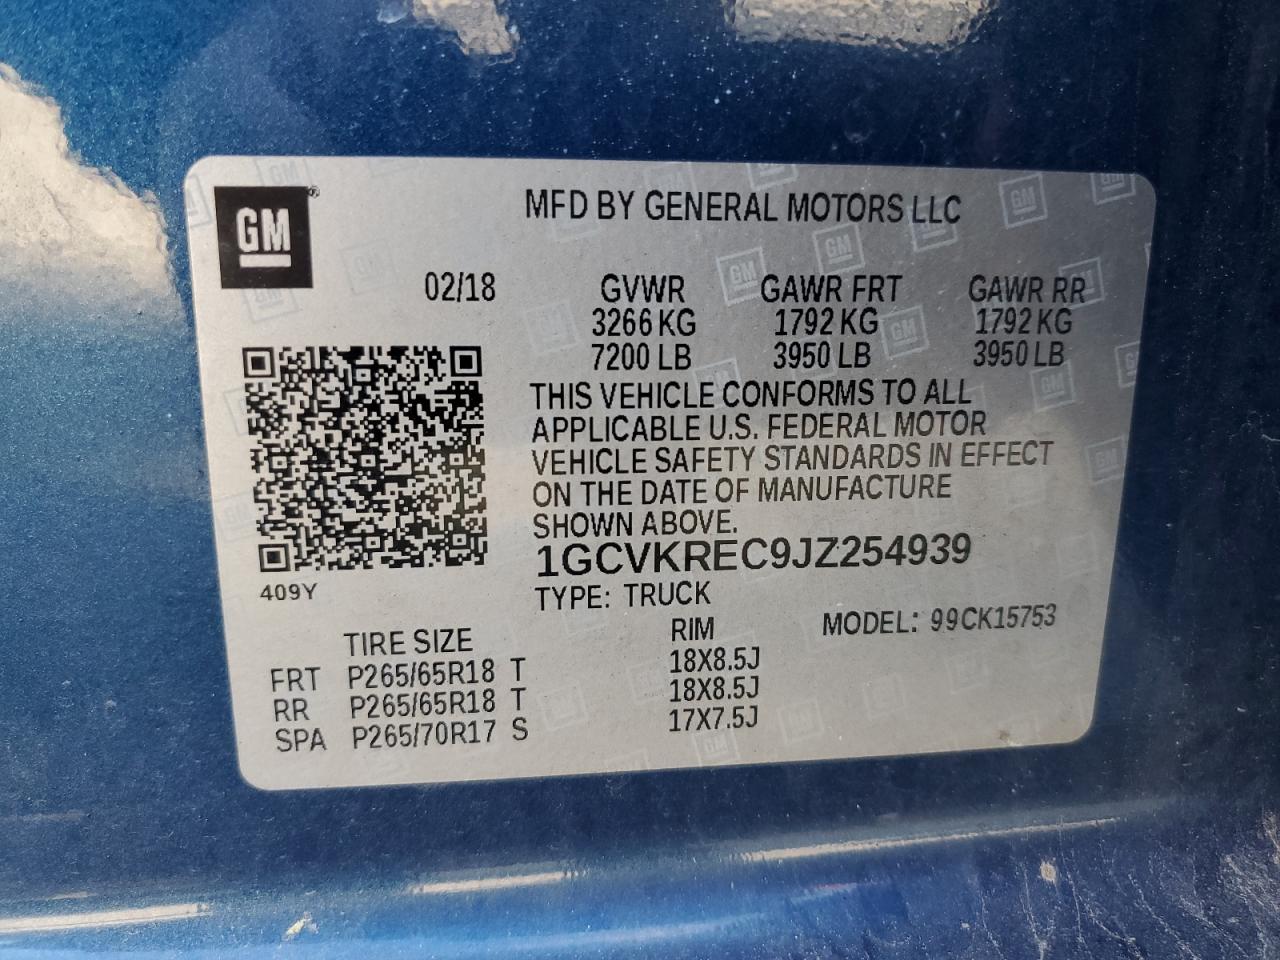 GM ®
MFD BY GENERAL MOTORS LLC
02/18 GVWR GAWR FRT GAWR RR
3266 KG 1792 KG 1792 KG
7200 LB 3950 LB 3950 LB
THIS VEHICLE CONFORMS TO ALL
APPLICABLE U.S. FEDERAL MOTOR
VEHICLE SAFETY STANDARDS IN EFFECT
ON THE DATE OF MANUFACTURE
SHOWN ABOVE.
1GCVKREC9JZ254939
409Y
TYPE: TRUCK
TIRE SIZE RIM MODEL: 99CK15753
FRT P265/65R18 T 18X8.5J
RR P265/65R18 T 18X8.5J
SPA P265/70R17 S 17X7.5J